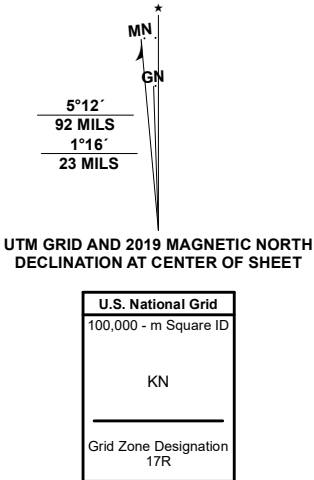 ★
MN
GN
5°12´
92 MILS
1°16´
23 MILS
UTM GRID AND 2019 MAGNETIC NORTH
DECLINATION AT CENTER OF SHEET
U.S. National Grid
100,000 - m Square ID
KN
Grid Zone Designation
17R